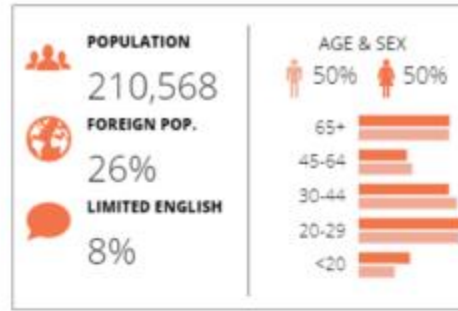 POPULATION
210,568
FOREIGN POP.
26%
LIMITED ENGLISH
8%
AGE & SEX
50% 50%
65+
45-64
30-44
20-29
<20